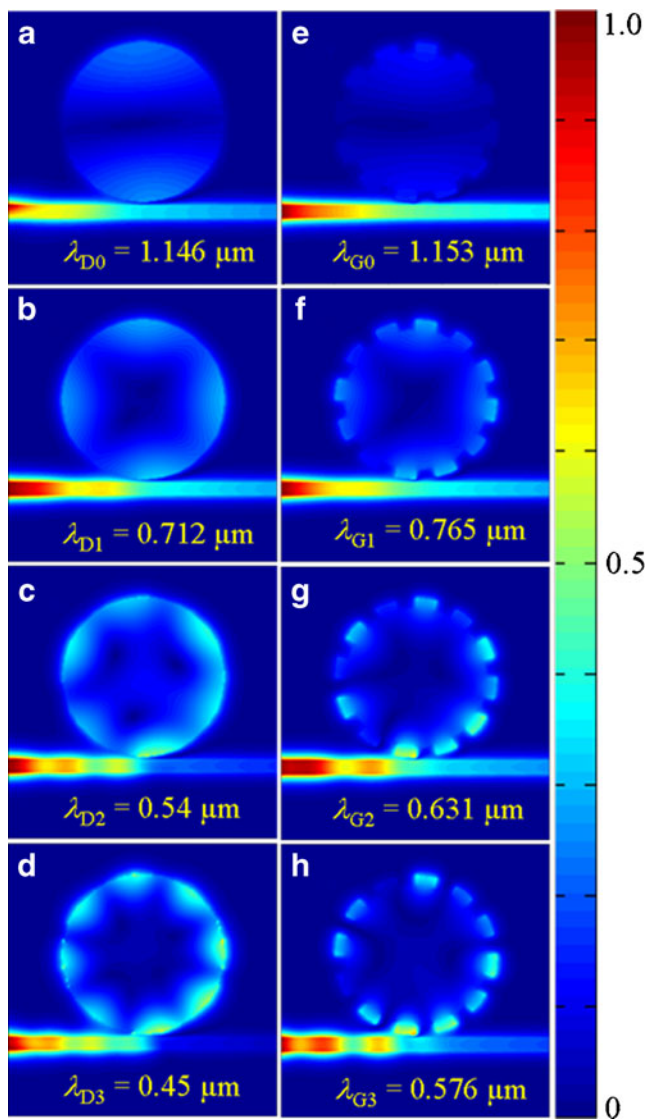 a
λD0 = 1.146 µm
e
λG0 = 1.153 µm
b
λD1 = 0.712 µm
f
λG1 = 0.765 µm
c
λD2 = 0.54 µm
g
λG2 = 0.631 µm
d
λD3 = 0.45 µm
h
λG3 = 0.576 µm
1.0
0.5
0